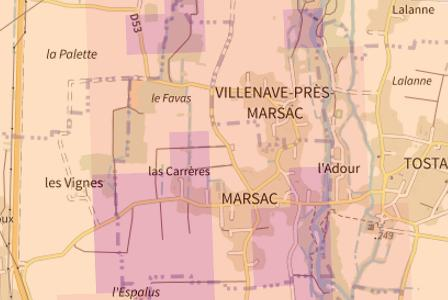 Lalanne
D53
la Palette
Lalanne
le Favas
VILLENAVE-PRÈS-
MARSAC
l'Adour
TOSTA
las Carrères
les Vignes
MARSAC
oux
249
l'Espalus